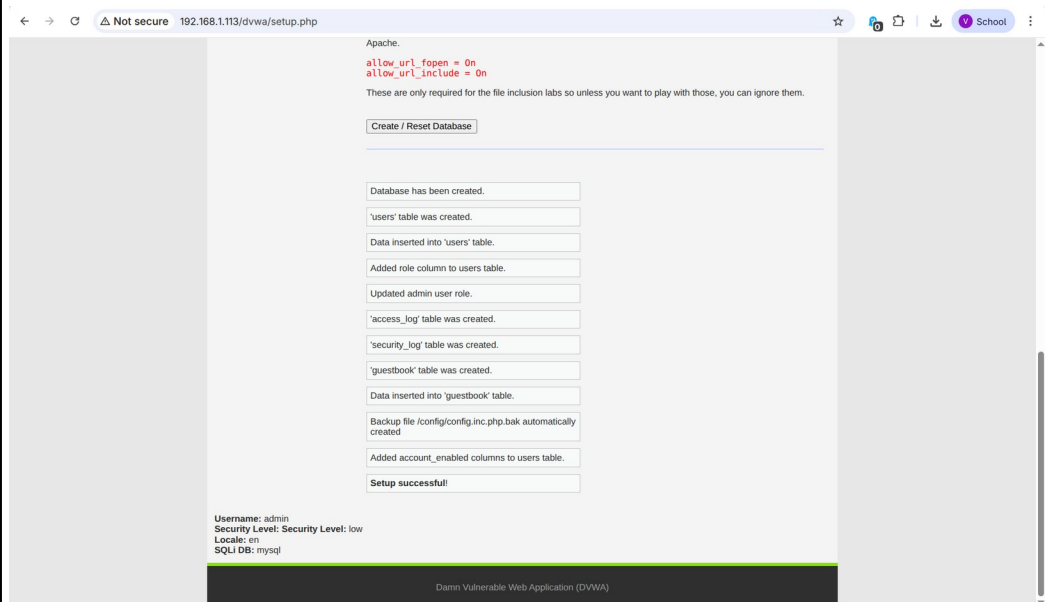 Not secure 192.168.1.113/dvwa/setup.php
0
V School
Apache.
allow_url_fopen = On
allow_url_include = On
These are only required for the file inclusion labs so unless you want to play with those, you can ignore them.
Create / Reset Database
Database has been created.
'users' table was created.
Data inserted into 'users' table.
Added role column to users table.
Updated admin user role.
'access_log' table was created.
'security_log' table was created.
'guestbook' table was created.
Data inserted into 'guestbook' table.
Backup file /config/config.inc.php.bak automatically
created
Added account_enabled columns to users table.
Setup successful!
Username: admin
Security Level: Security Level: low
Locale: en
SQLi DB: mysql
Damn Vulnerable Web Application (DVWA)